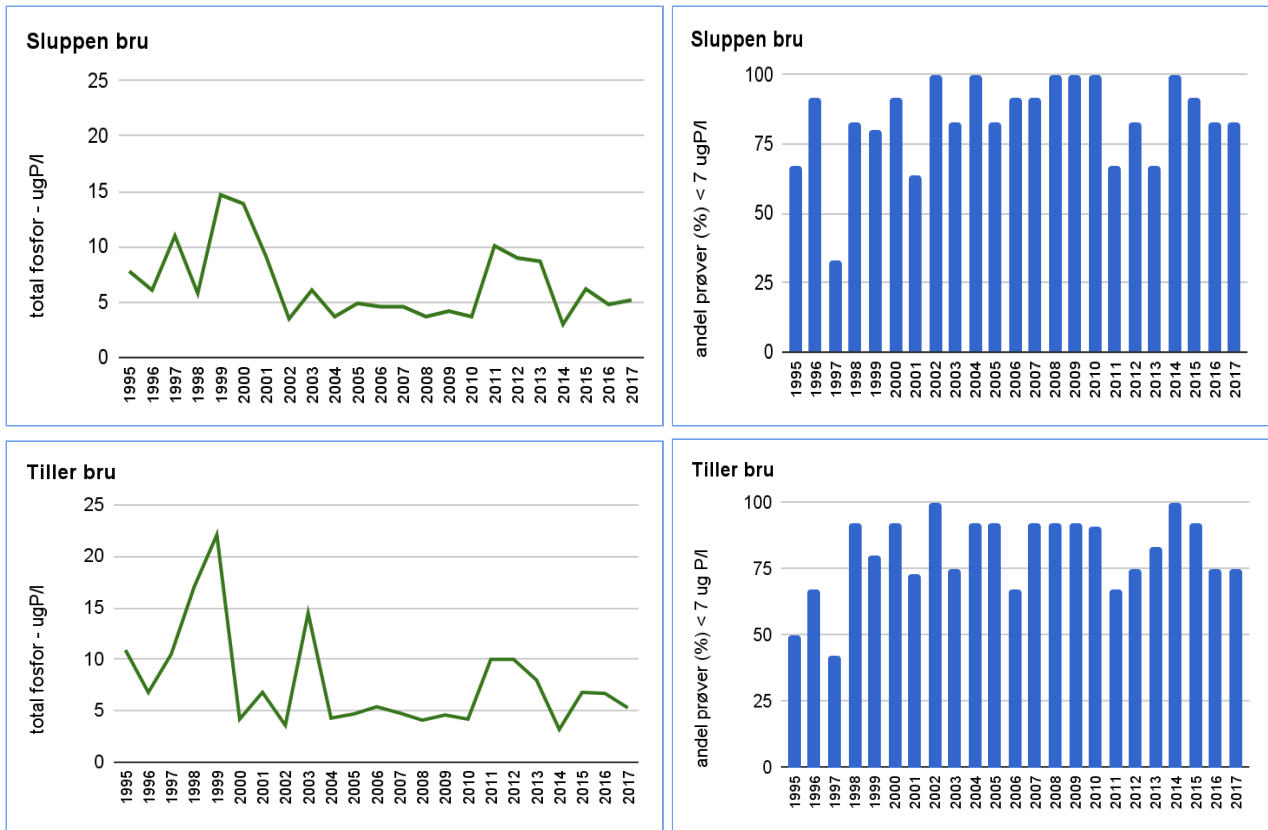 Sluppen bru
total fosfor - ugP/l
25
20
15
10
5
0
1995 1996 1997 1998 1999 2000 2001 2002 2003 2004 2005 2006 2007 2008 2009 2010 2011 2012 2013 2014 2015 2016 2017
Sluppen bru
andel prøver (%) < 7 ugP/l
100
75
50
25
0
1995 1996 1997 1998 1999 2000 2001 2002 2003 2004 2005 2006 2007 2008 2009 2010 2011 2012 2013 2014 2015 2016 2017
Tiller bru
total fosfor - ugP/l
25
20
15
10
5
0
1995 1996 1997 1998 1999 2000 2001 2002 2003 2004 2005 2006 2007 2008 2009 2010 2011 2012 2013 2014 2015 2016 2017
Tiller bru
andel prøver (%) < 7 ug P/l
100
75
50
25
0
1995 1996 1997 1998 1999 2000 2001 2002 2003 2004 2005 2006 2007 2008 2009 2010 2011 2012 2013 2014 2015 2016 2017